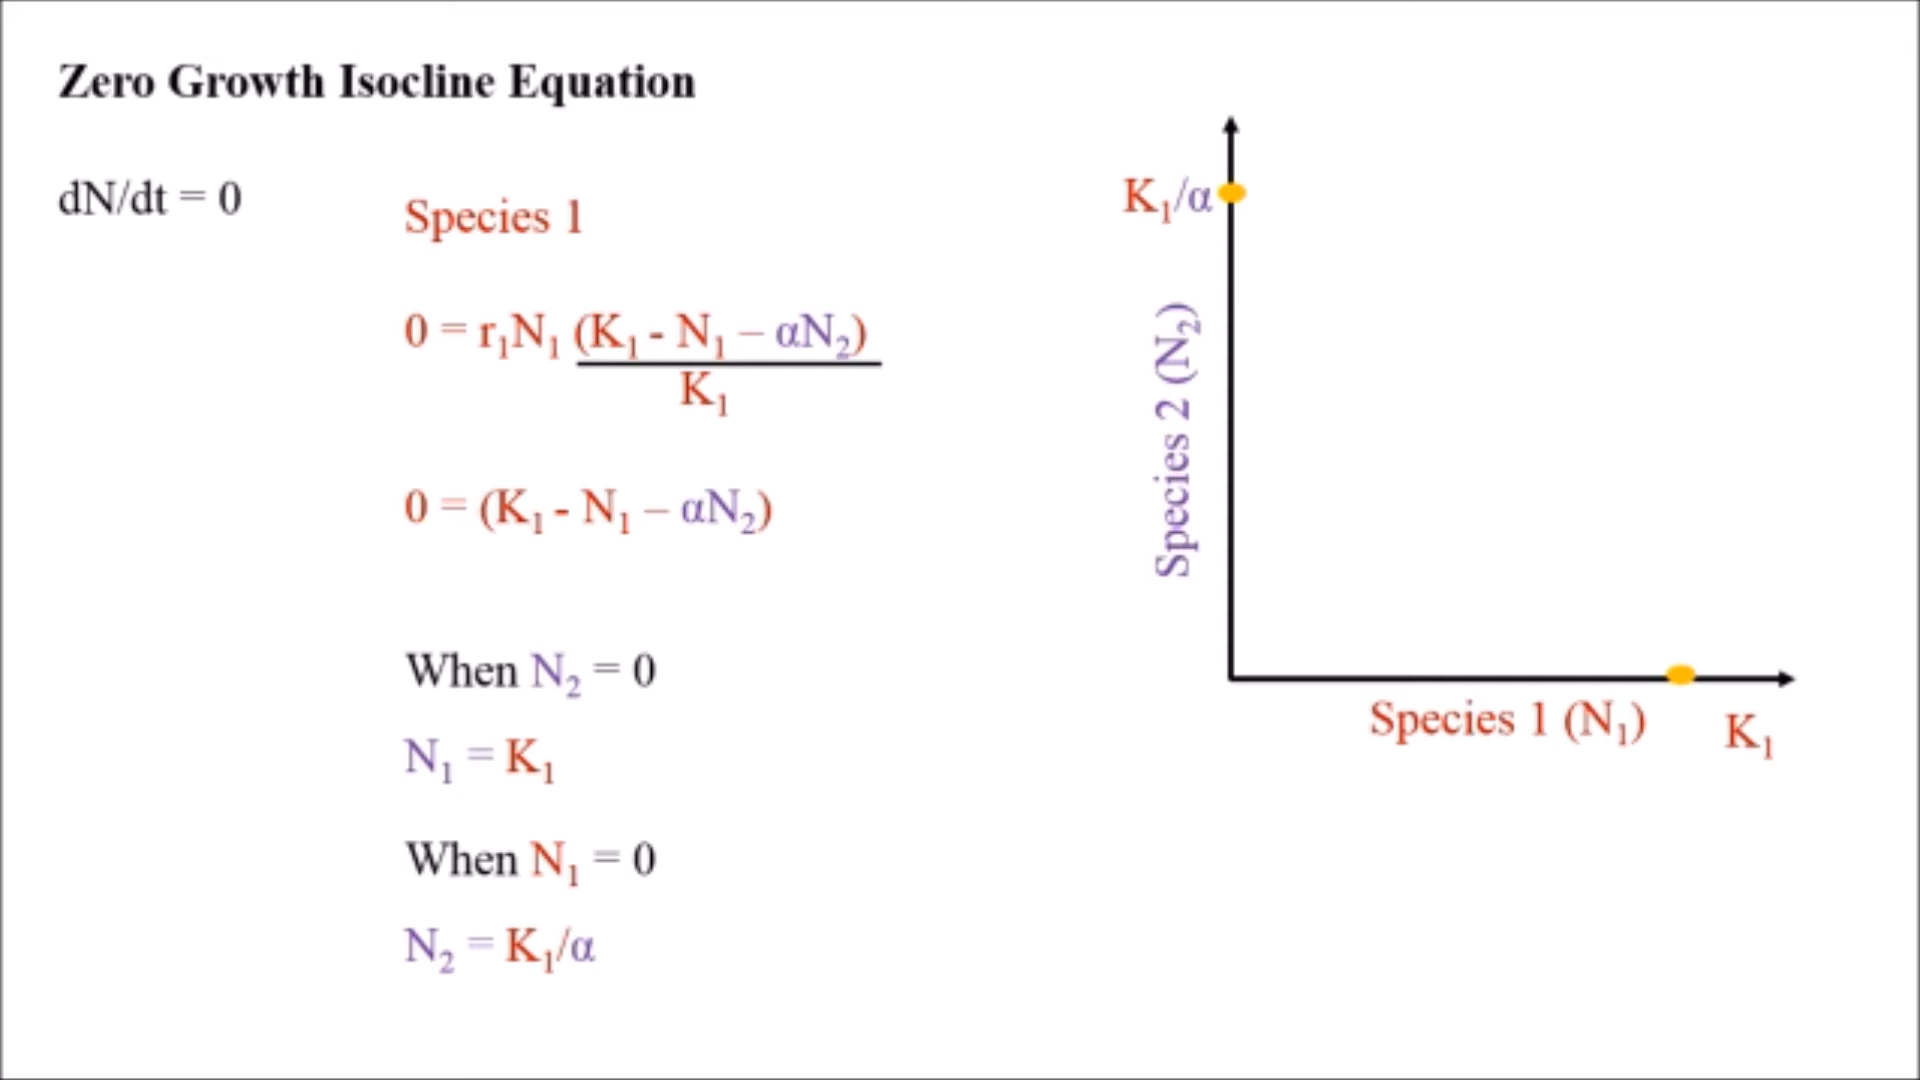 Zero Growth Isocline Equation
dN/dt = 0
Species 1
0 = r₁N₁ (K₁ - N₁ – αN₂)
K₁
0 = (K₁ - N₁ – αN₂)
When N₂ = 0
N₁ = K₁
When N₁ = 0
N₂ = K₁/α
K₁/α
Species 2 (N₂)
Species 1 (N₁)
K₁